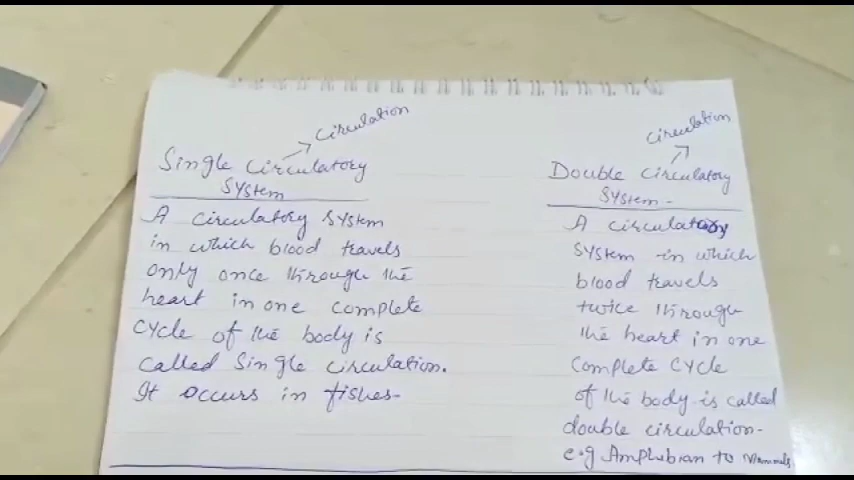 Circulation
Single Circulatory
System
A circulatory system
in which blood travels
only once through the
heart in one complete
cycle of the body is
called Single circulation.
It occurs in fishes-
Circulation
Double circulatory
System-
A circulatory
system in which
blood travels
twice through
the heart in one
complete cycle
of the body is called
double circulation-
e.g Amphibian to Mammals